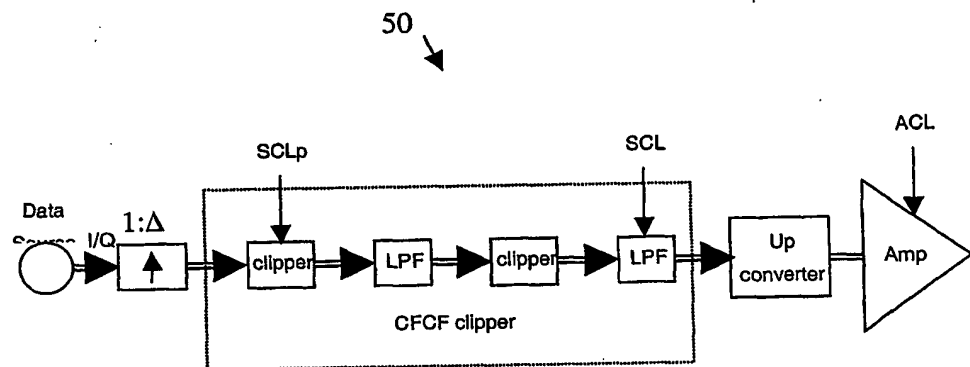 50
SCLp
SCL
ACL
Data
I/Q
1:Δ
clipper
LPF
clipper
LPF
Up
converter
Amp
CFCF clipper